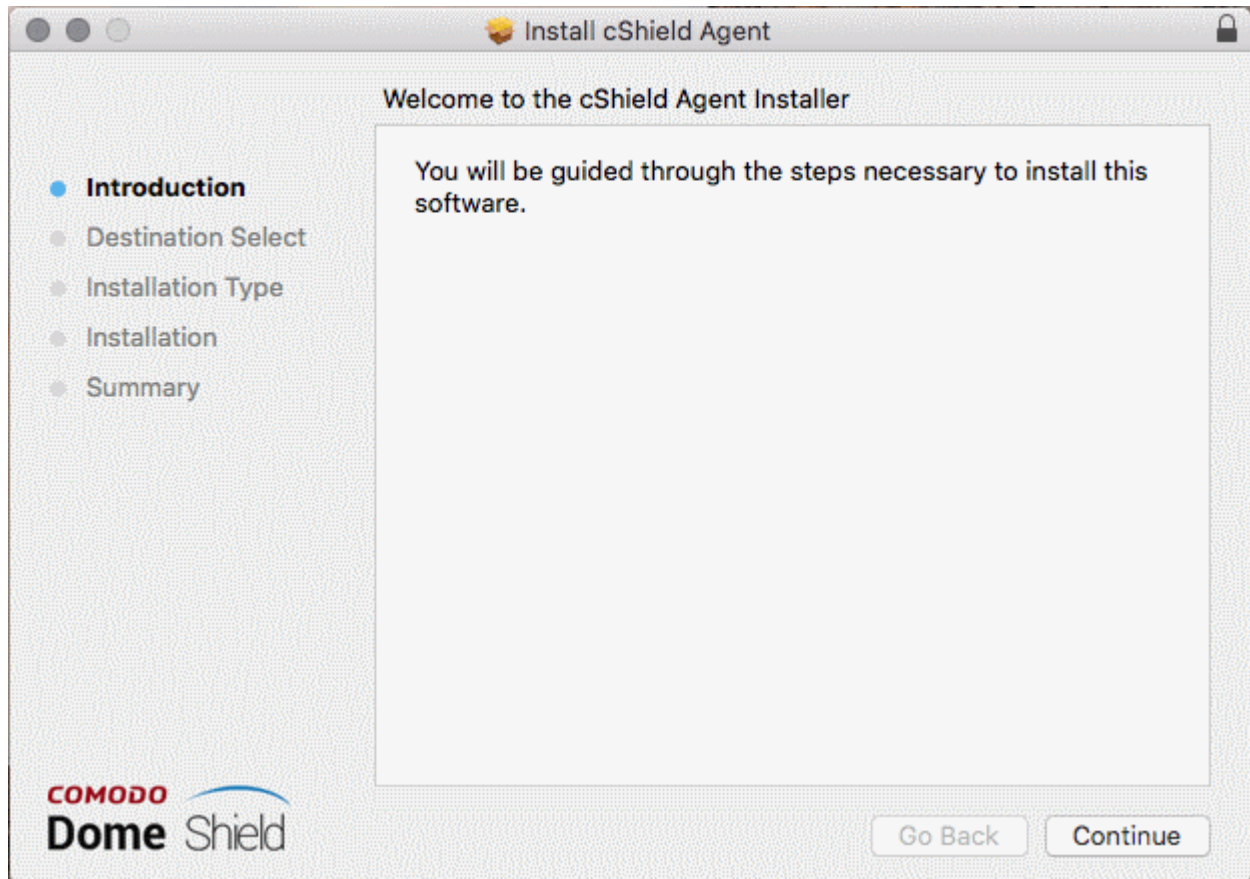 Install cShield Agent
Welcome to the cShield Agent Installer
You will be guided through the steps necessary to install this
software.
Introduction
Destination Select
Installation Type
Installation
Summary
COMODO
Dome Shield
Go Back
Continue